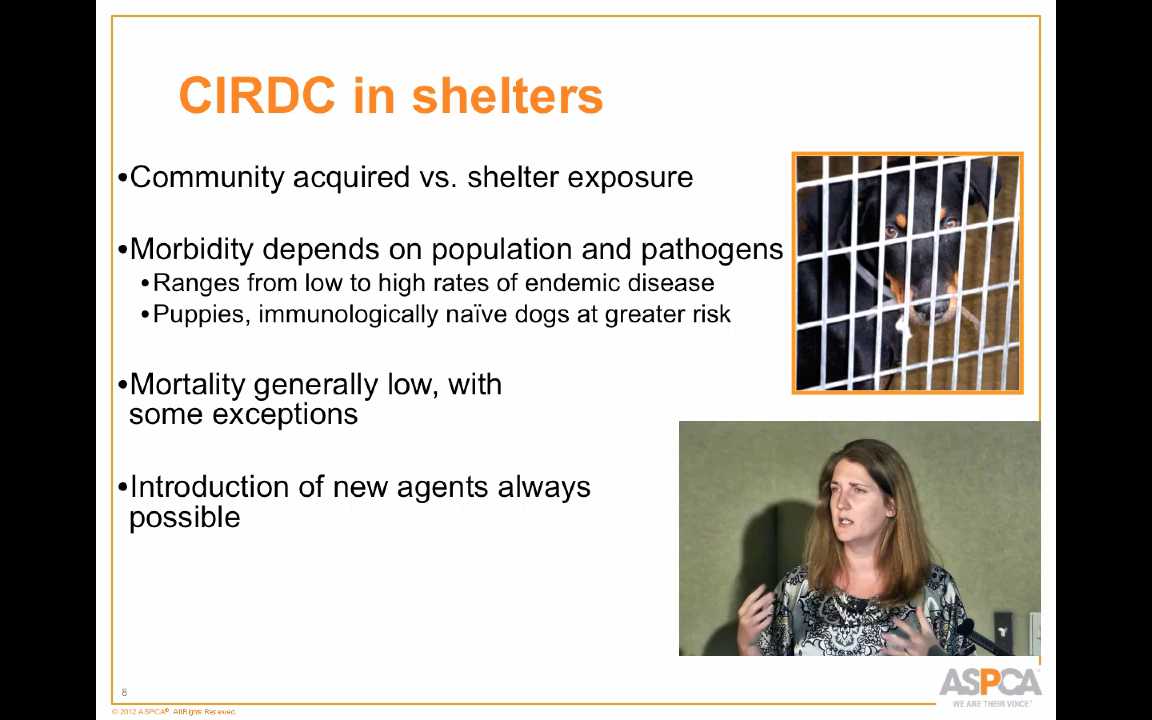 CIRDC in shelters
•Community acquired vs. shelter exposure
•Morbidity depends on population and pathogens
•Ranges from low to high rates of endemic disease
•Puppies, immunologically naïve dogs at greater risk
•Mortality generally low, with
some exceptions
•Introduction of new agents always
possible
8
© 2012 ASPCA®. All Rights Reserved.
ASPCA
WE ARE THEIR VOICE.®